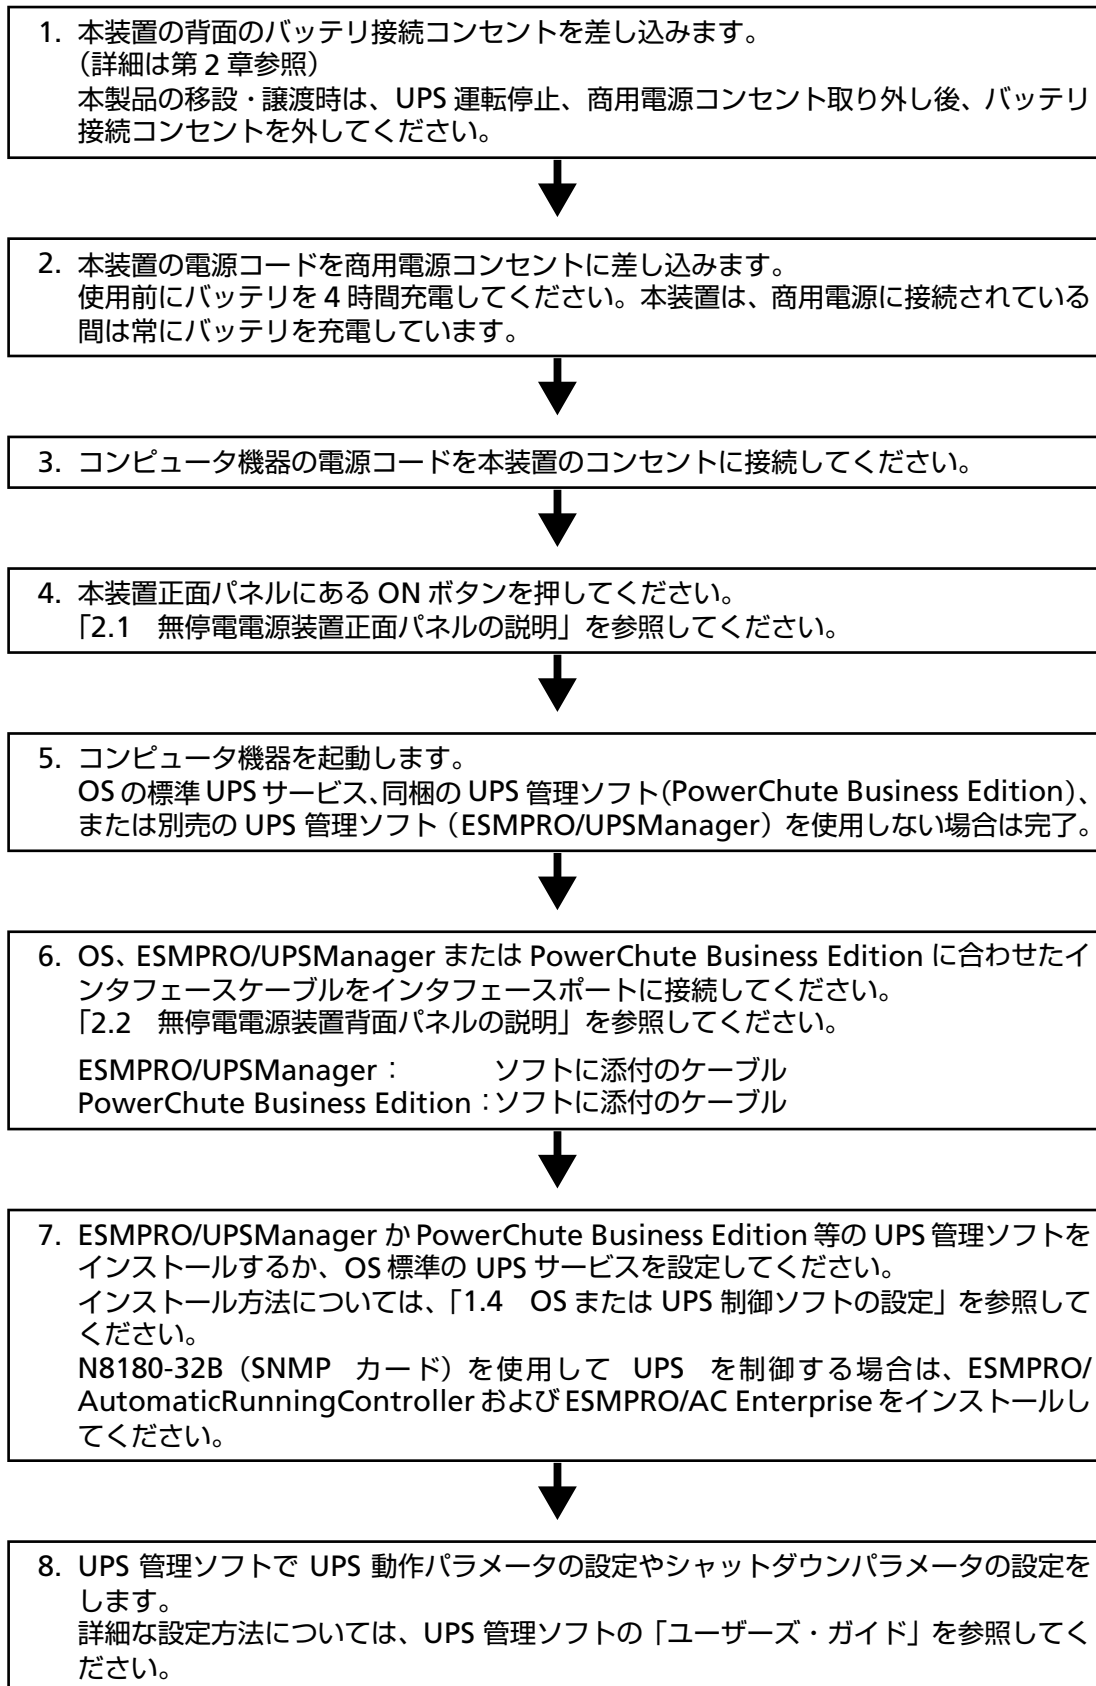 1. 本装置の背面のバッテリ接続コンセントを差し込みます。
（詳細は第 2 章参照）
本製品の移設・譲渡時は、UPS 運転停止、商用電源コンセント取り外し後、バッテリ
接続コンセントを外してください。
2. 本装置の電源コードを商用電源コンセントに差し込みます。
使用前にバッテリを 4 時間充電してください。本装置は、商用電源に接続されている
間は常にバッテリを充電しています。
3. コンピュータ機器の電源コードを本装置のコンセントに接続してください。
4. 本装置正面パネルにある ON ボタンを押してください。
「2.1　無停電電源装置正面パネルの説明」を参照してください。
5. コンピュータ機器を起動します。
OS の標準 UPS サービス、同梱の UPS 管理ソフト（PowerChute Business Edition）、
または別売の UPS 管理ソフト（ESMPRO/UPSManager）を使用しない場合は完了。
6. OS、ESMPRO/UPSManager または PowerChute Business Edition に合わせたイ
ンタフェースケーブルをインタフェースポートに接続してください。
「2.2　無停電電源装置背面パネルの説明」を参照してください。
ESMPRO/UPSManager：　　　ソフトに添付のケーブル
PowerChute Business Edition：ソフトに添付のケーブル
7. ESMPRO/UPSManager か PowerChute Business Edition 等の UPS 管理ソフトを
インストールするか、OS 標準の UPS サービスを設定してください。
インストール方法については、「1.4　OS または UPS 制御ソフトの設定」を参照して
ください。
N8180-32B（SNMP カード）を使用して UPS を制御する場合は、ESMPRO/
AutomaticRunningController および ESMPRO/AC Enterprise をインストールし
てください。
8. UPS 管理ソフトで UPS 動作パラメータの設定やシャットダウンパラメータの設定を
します。
詳細な設定方法については、UPS 管理ソフトの「ユーザーズ・ガイド」を参照してく
ださい。